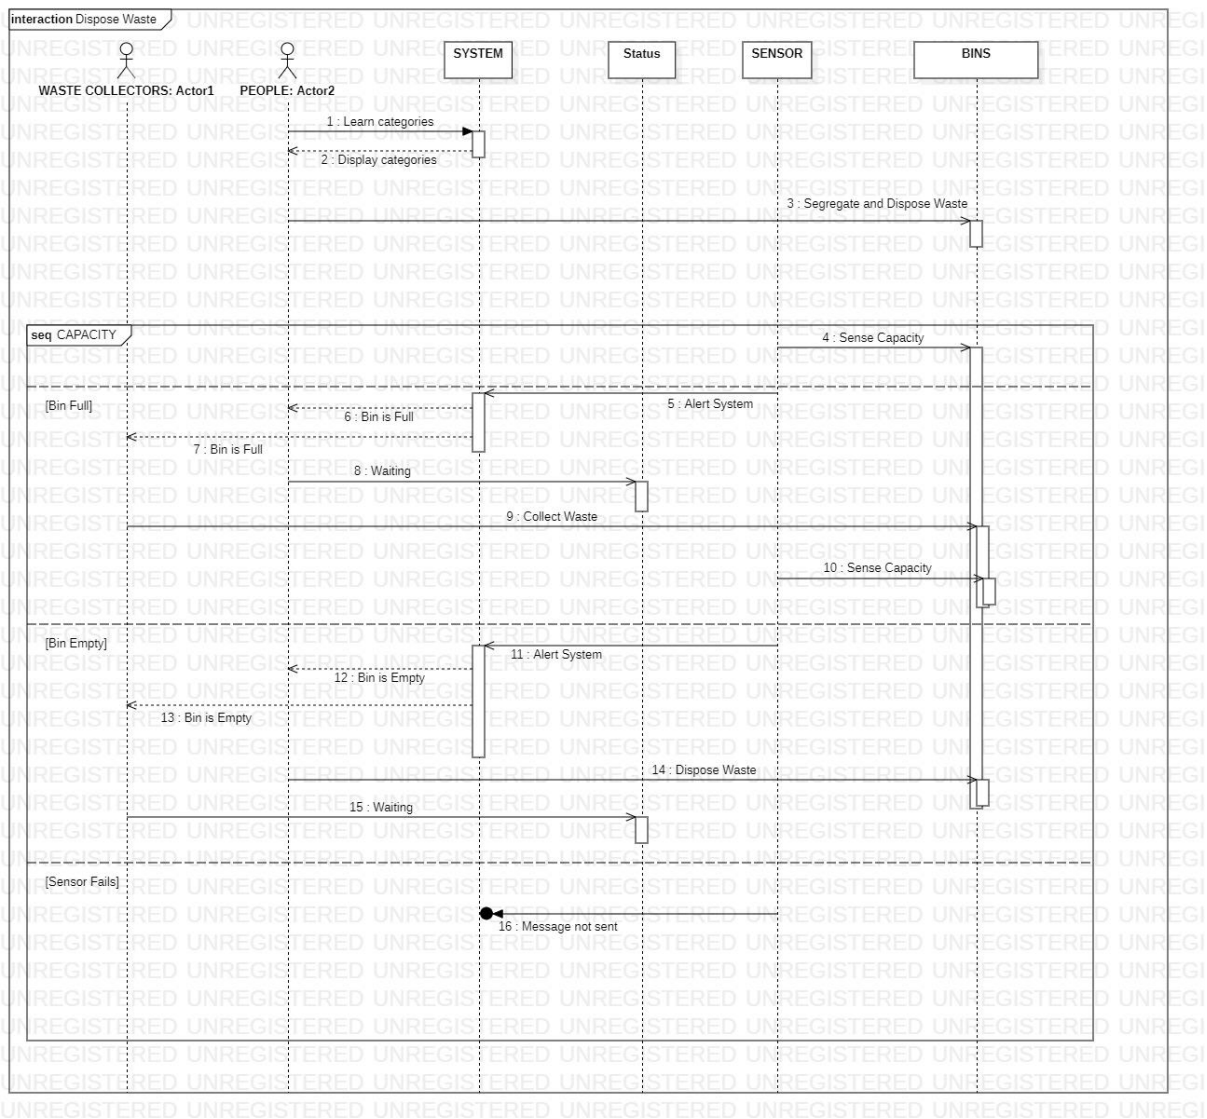 interaction Dispose Waste
SYSTEM
Status
SENSOR
BINS
WASTE COLLECTORS: Actor1
PEOPLE: Actor2
1 : Learn categories
2 : Display categories
3 : Segregate and Dispose Waste
seq CAPACITY
4 : Sense Capacity
[Bin Full]
5 : Alert System
6 : Bin is Full
7 : Bin is Full
8 : Waiting
9 : Collect Waste
10 : Sense Capacity
[Bin Empty]
11 : Alert System
12 : Bin is Empty
13 : Bin is Empty
14 : Dispose Waste
15 : Waiting
[Sensor Fails]
16 : Message not sent
UNREGISTERED